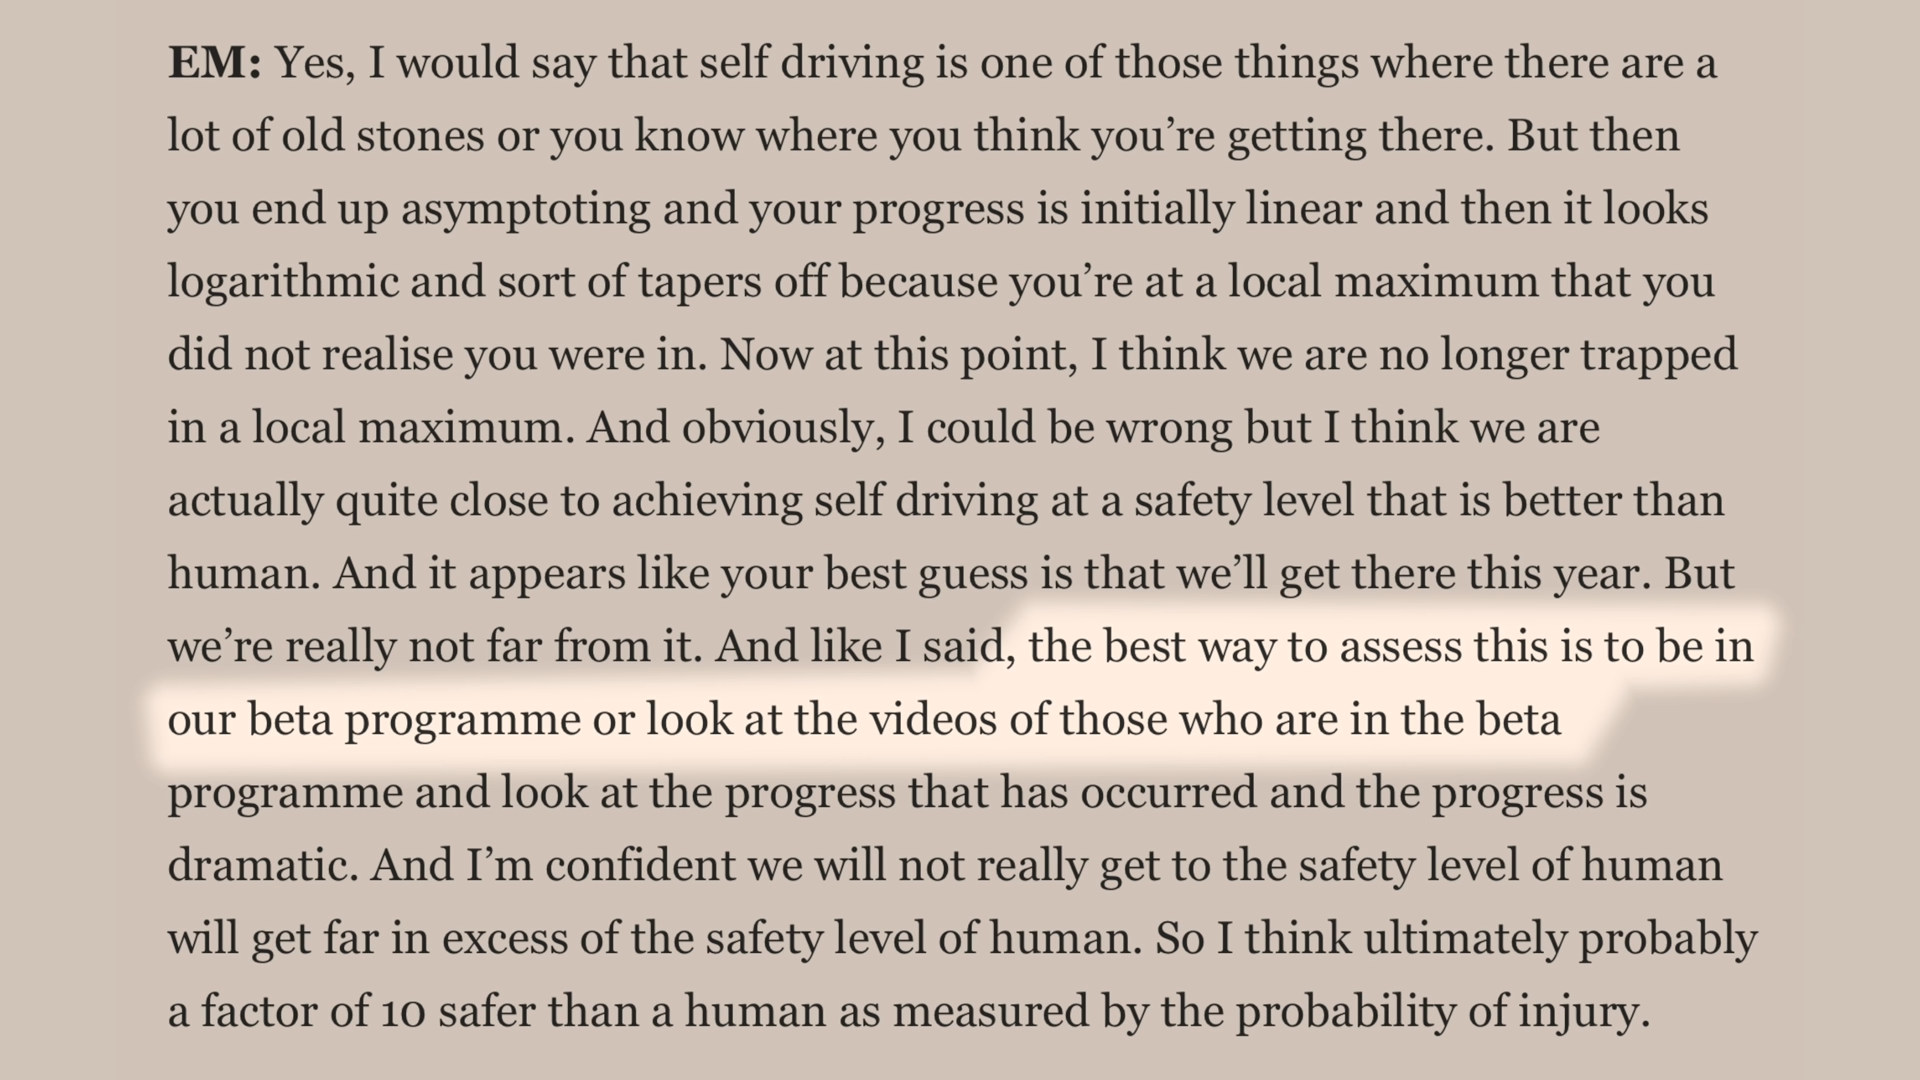 EM: Yes, I would say that self driving is one of those things where there are a
lot of old stones or you know where you think you’re getting there. But then
you end up asymptoting and your progress is initially linear and then it looks
logarithmic and sort of tapers off because you’re at a local maximum that you
did not realise you were in. Now at this point, I think we are no longer trapped
in a local maximum. And obviously, I could be wrong but I think we are
actually quite close to achieving self driving at a safety level that is better than
human. And it appears like your best guess is that we’ll get there this year. But
we’re really not far from it. And like I said, the best way to assess this is to be in
our beta programme or look at the videos of those who are in the beta
programme and look at the progress that has occurred and the progress is
dramatic. And I’m confident we will not really get to the safety level of human
will get far in excess of the safety level of human. So I think ultimately probably
a factor of 10 safer than a human as measured by the probability of injury.